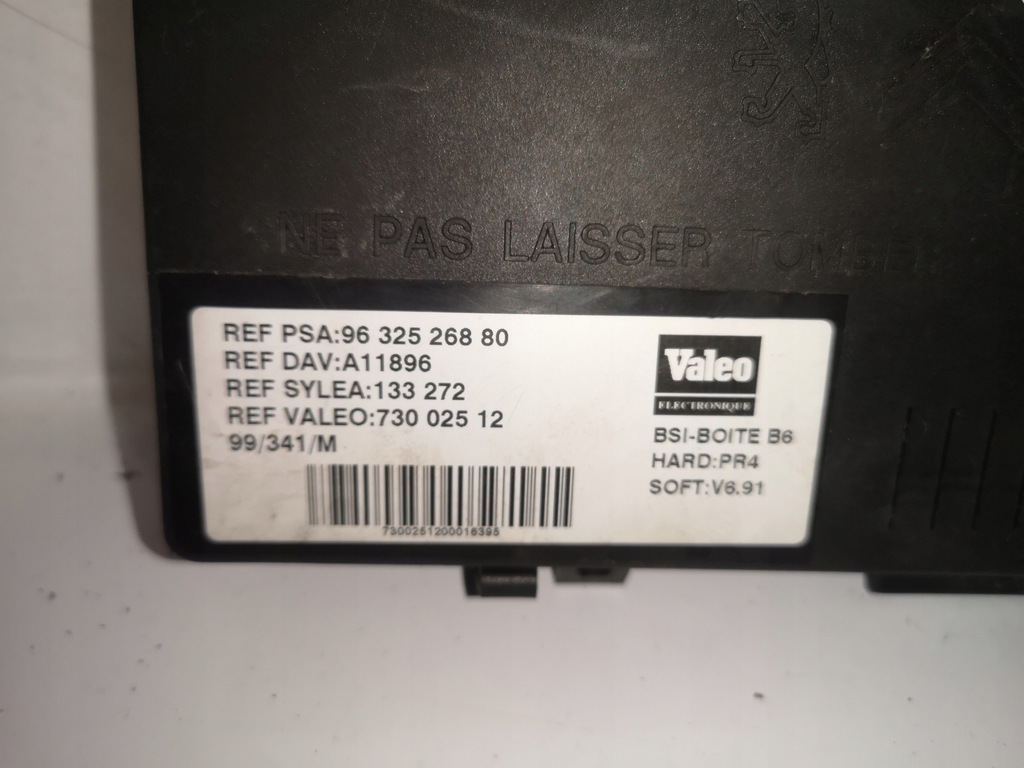 NE PAS LAISSER TOMBER
REF PSA:96 325 268 80
REF DAV:A11896
REF SYLEA:133 272
REF VALEO:730 025 12
99/341/M
7300251200016395
Valeo
ELECTRONIQUE
BSI-BOITE B6
HARD:PR4
SOFT:V6.91